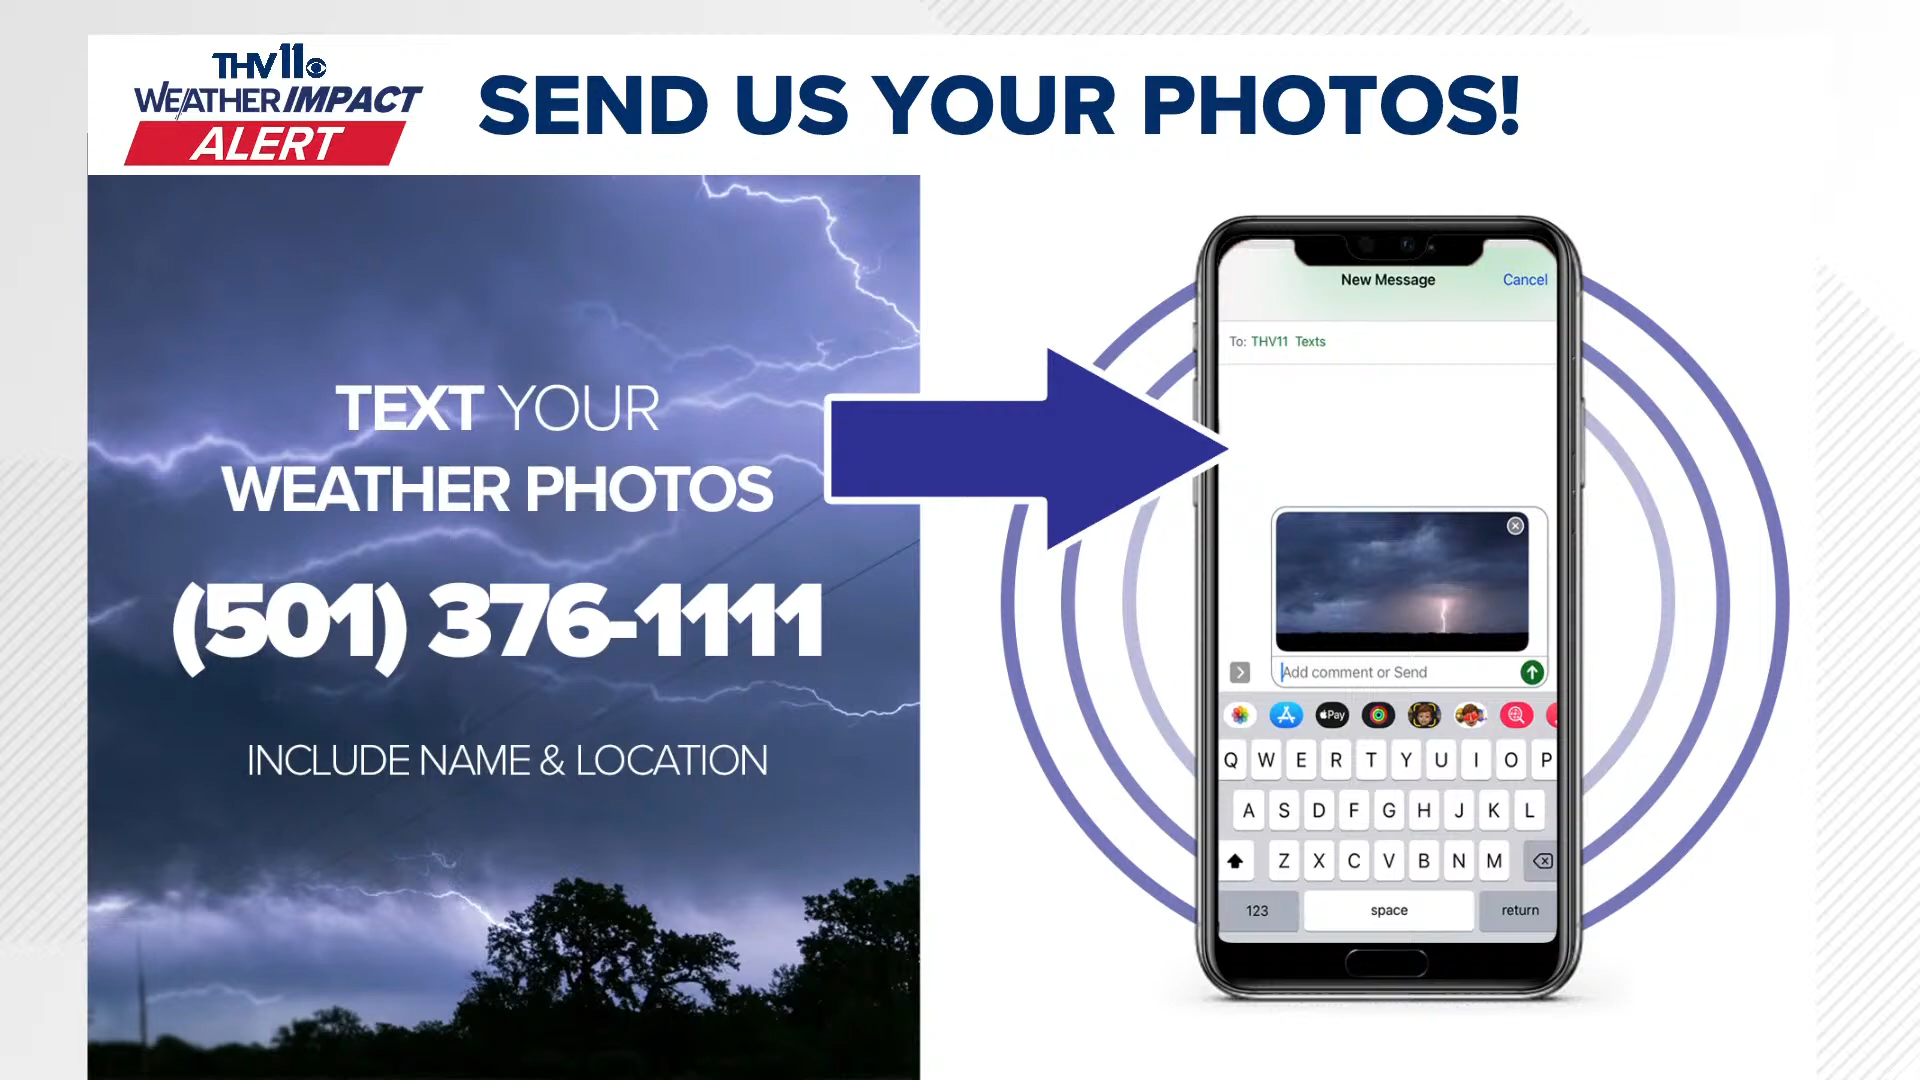 THV11
WEATHER IMPACT
ALERT
SEND US YOUR PHOTOS!
TEXT YOUR
WEATHER PHOTOS
(501) 376-1111
INCLUDE NAME & LOCATION
New Message
Cancel
To: THV11 Texts
Add comment or Send
Pay
Q W E R T Y U I O P
A S D F G H J K L
Z X C V B N M
123 space return